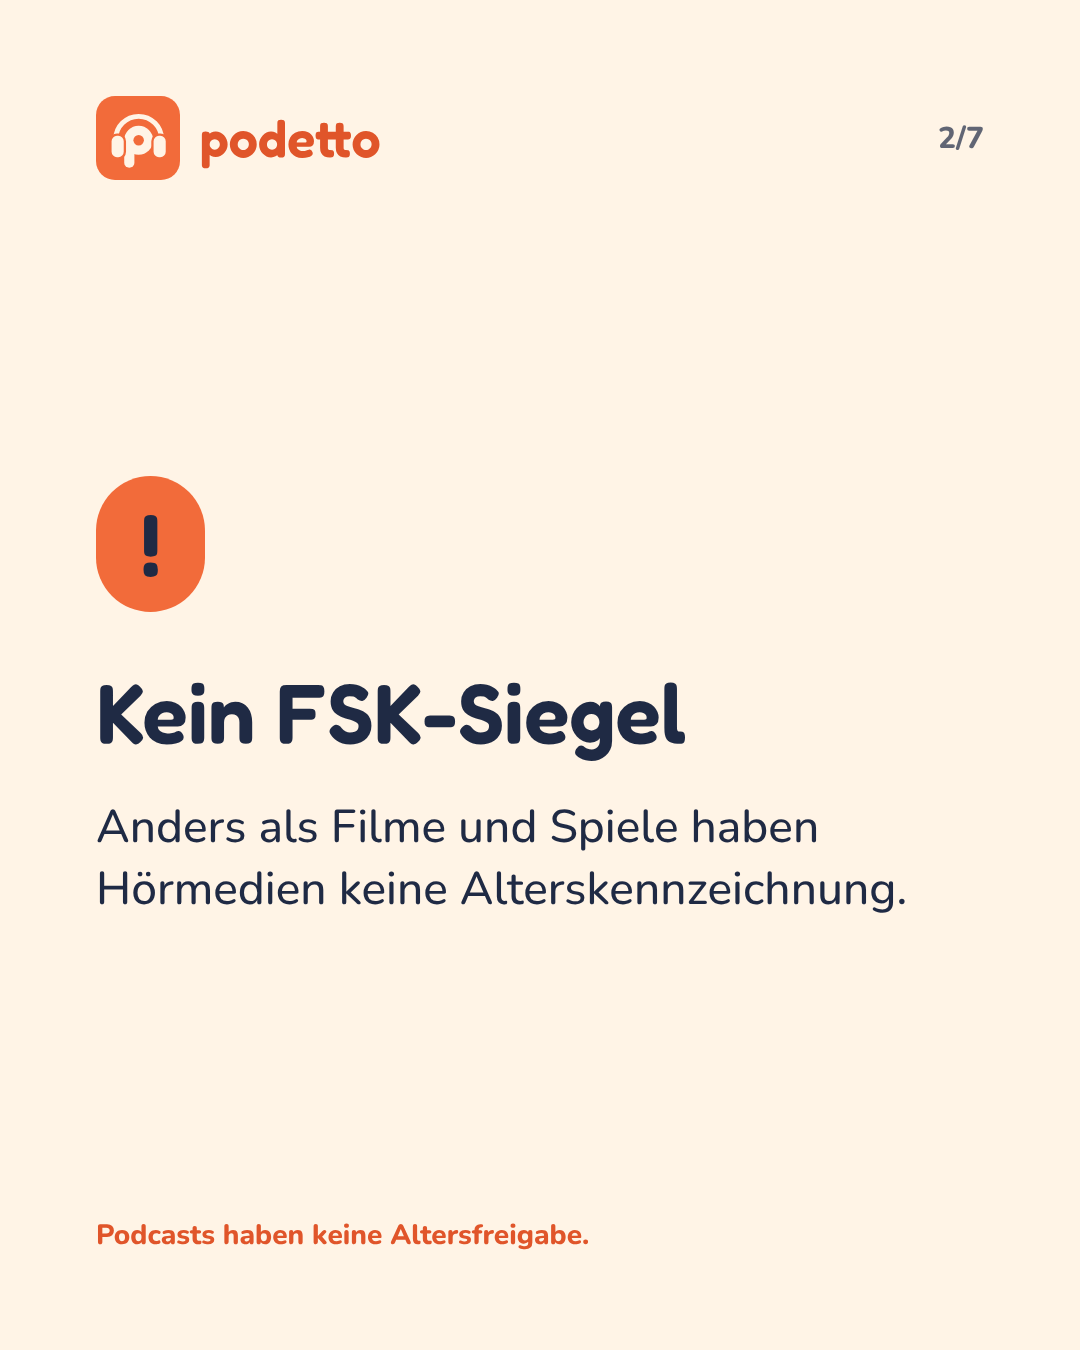 podetto
2/7
!
Kein FSK-Siegel
Anders als Filme und Spiele haben
Hörmedien keine Alterskennzeichnung.
Podcasts haben keine Altersfreigabe.